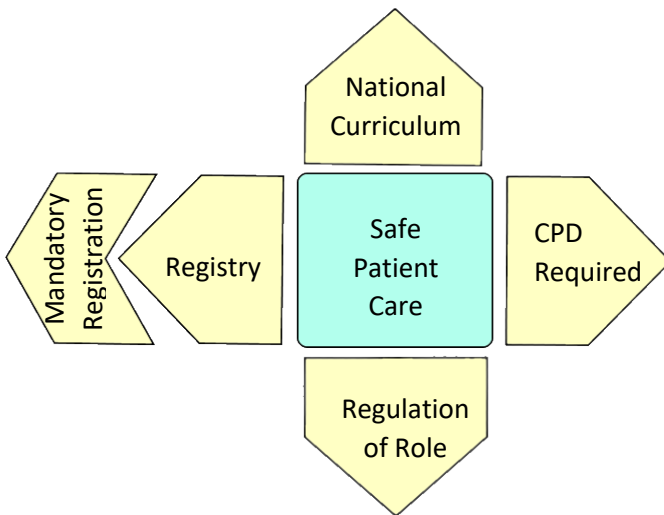 National
Curriculum
Mandatory
Registration
Registry
Safe
Patient
Care
CPD
Required
Regulation
of Role